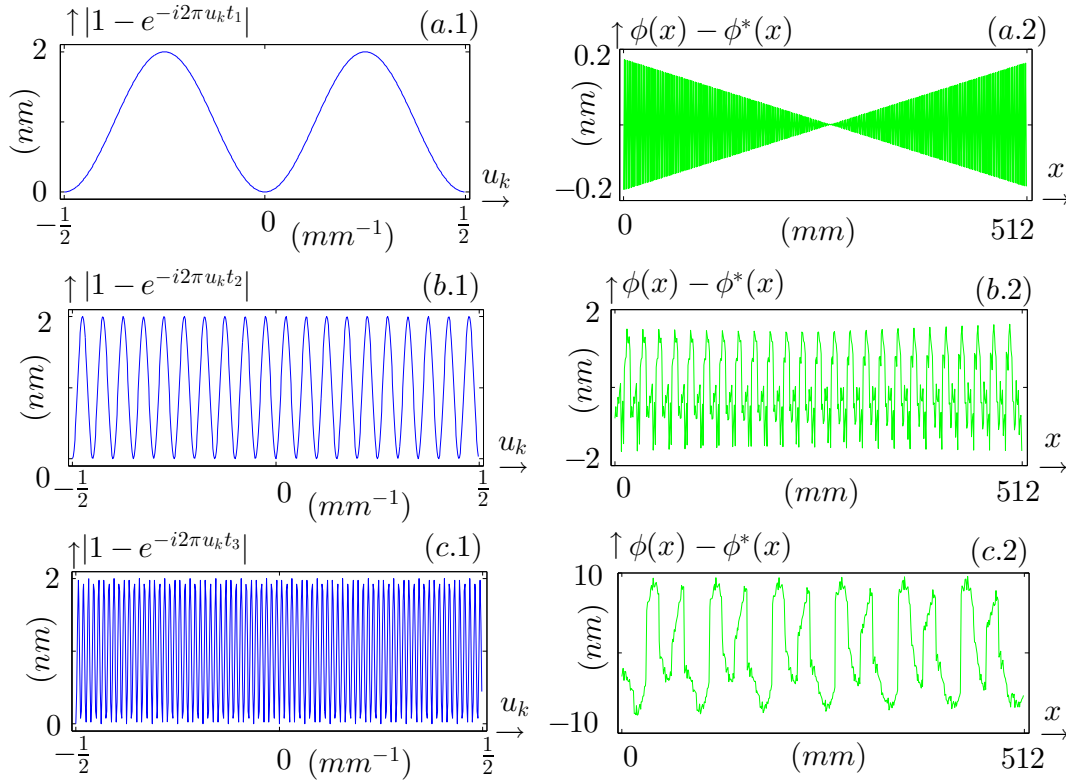 ↑ |1 − e^{−i2πu_k t_1}| (a.1)
2
(nm)
0
−1/2 0 (mm⁻¹) 1/2
u_k →
↑ φ(x) − φ*(x) (a.2)
0.2
(nm)
−0.2
0 (mm) 512
x →
↑ |1 − e^{−i2πu_k t_2}| (b.1)
2
(nm)
0
−1/2 0 (mm⁻¹) 1/2
u_k →
↑ φ(x) − φ*(x) (b.2)
2
(nm)
−2
0 (mm) 512
x →
↑ |1 − e^{−i2πu_k t_3}| (c.1)
2
(nm)
0
−1/2 0 (mm⁻¹) 1/2
u_k →
↑ φ(x) − φ*(x) (c.2)
10
(nm)
−10
0 (mm) 512
x →